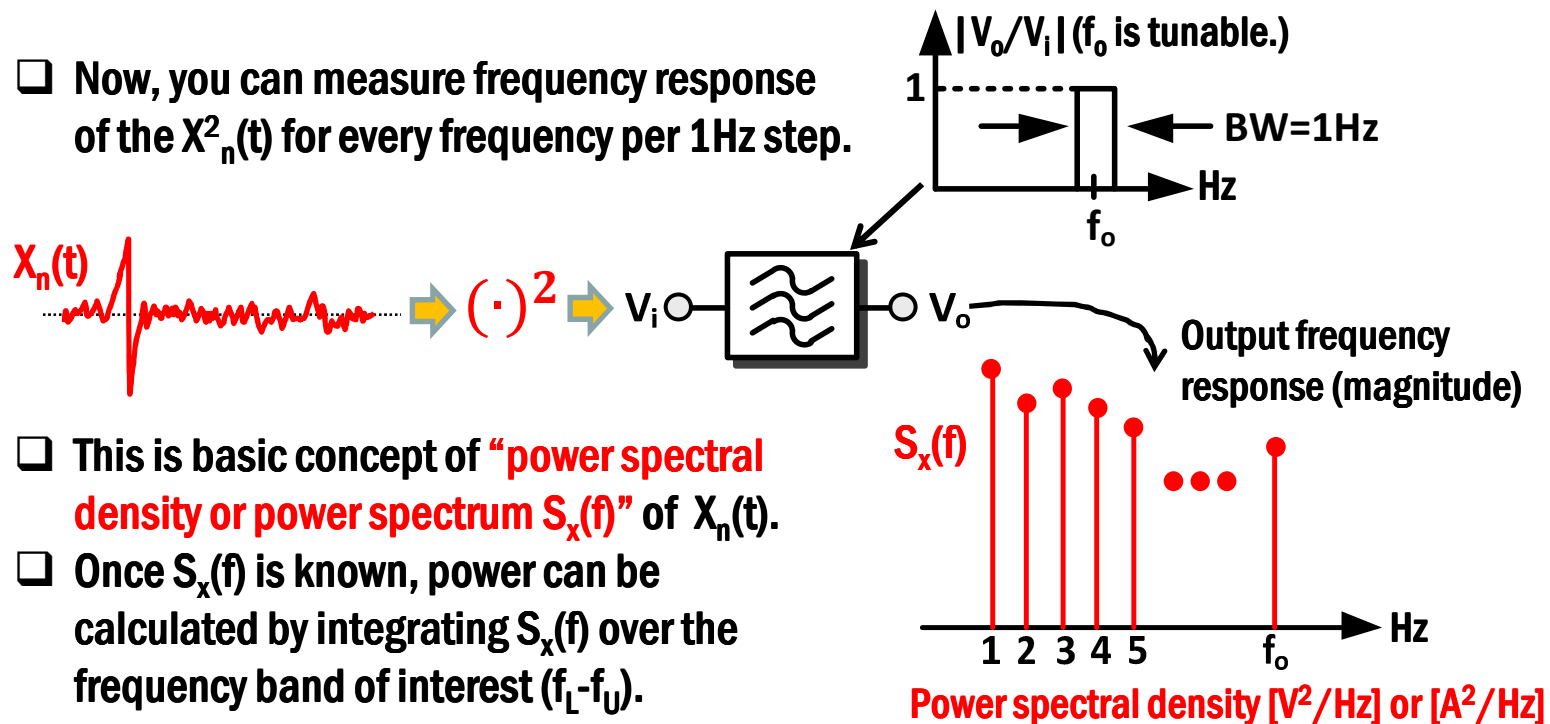 |Vₒ/Vᵢ| (fₒ is tunable.)
❑ Now, you can measure frequency response
of the X²ₙ(t) for every frequency per 1Hz step.
1
BW=1Hz
Hz
fₒ
Xₙ(t)
(·)²
Vᵢ
Vₒ
Output frequency
response (magnitude)
❑ This is basic concept of “power spectral
density or power spectrum Sₓ(f)” of Xₙ(t).
❑ Once Sₓ(f) is known, power can be
calculated by integrating Sₓ(f) over the
frequency band of interest (f_L-f_U).
Sₓ(f)
Hz
1 2 3 4 5 fₒ
Power spectral density [V²/Hz] or [A²/Hz]